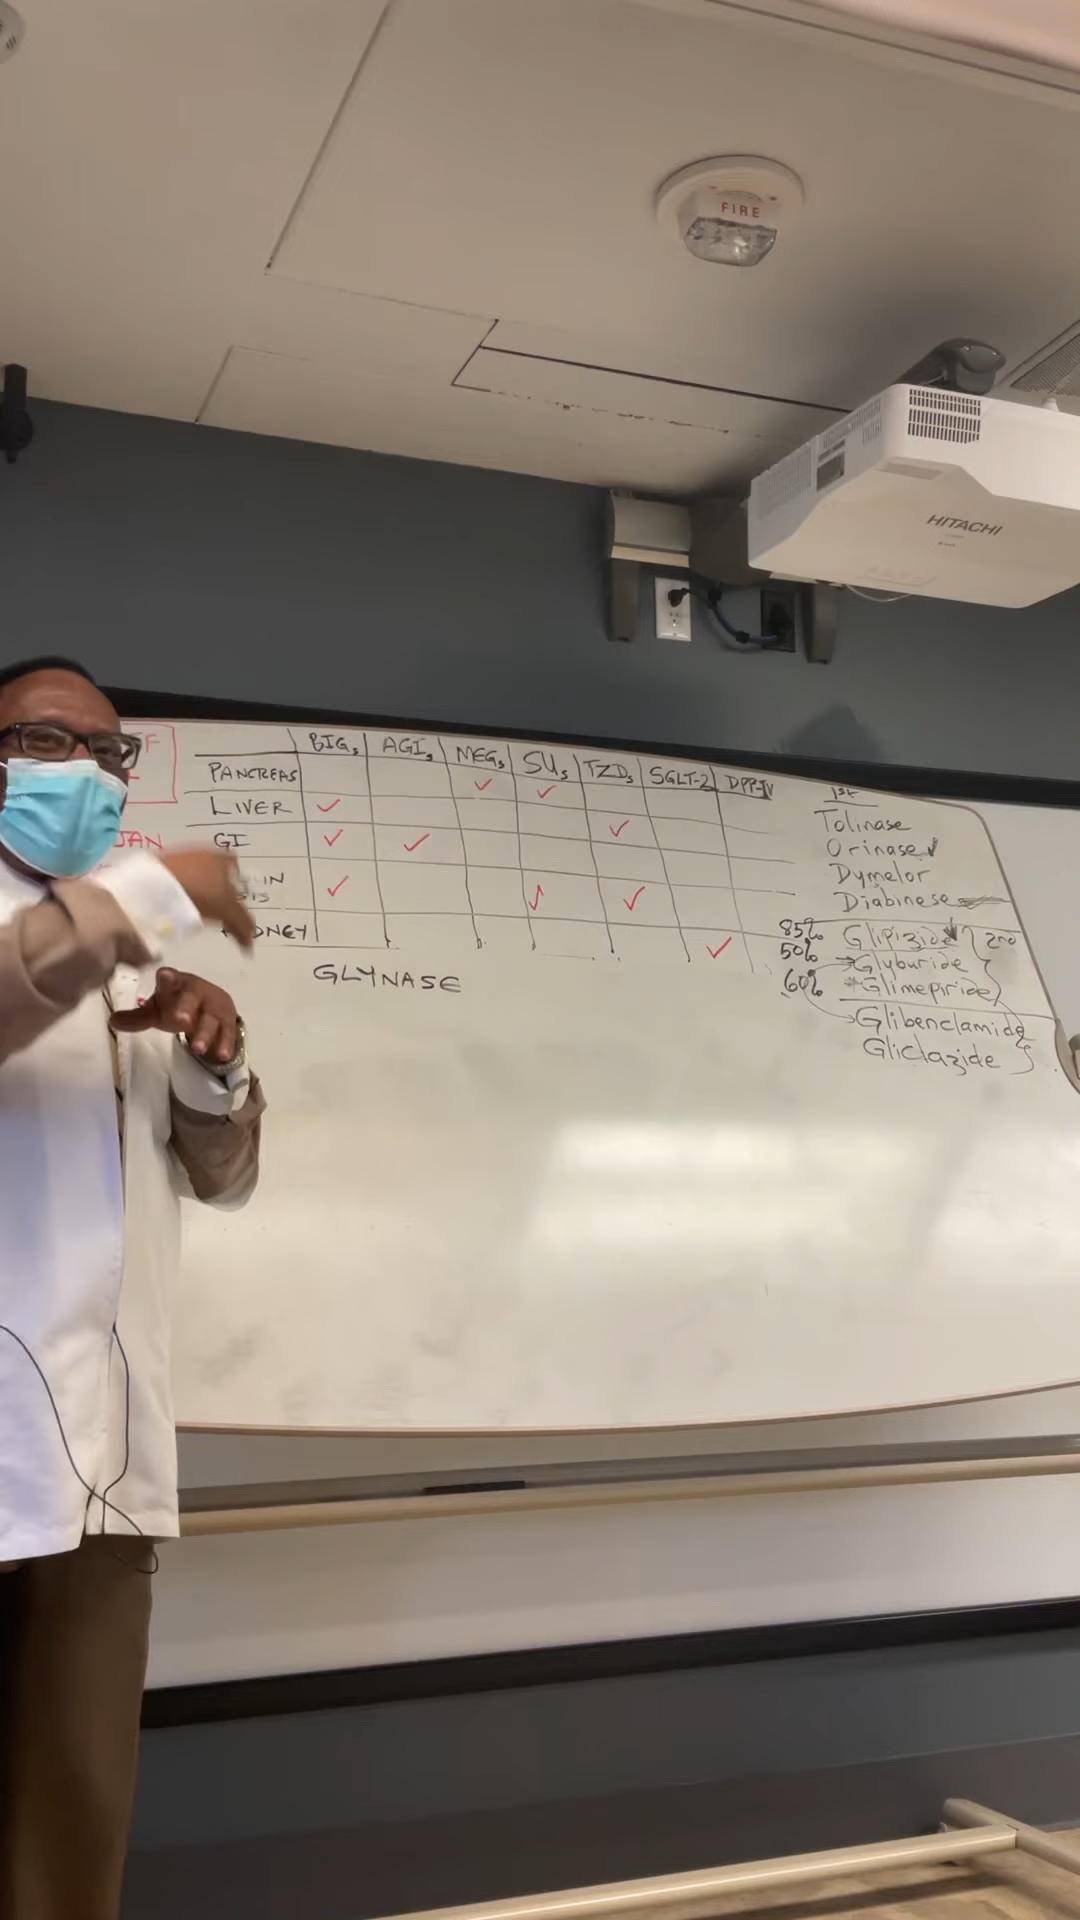 FIRE
HITACHI
BIGs AGIs MEGs SUs TZDs SGLT-2 DPP-IV
PANCREAS ✓ ✓
LIVER ✓ ✓
GI ✓ ✓
✓ ✓ ✓
✓
GLYNASE
JAN
1st
Tolinase
Orinase ✓
Dymelor
Diabinese
85% Glipizide 2nd
50% Glyburide
60% *Glimepiride
Glibenclamide
Gliclazide